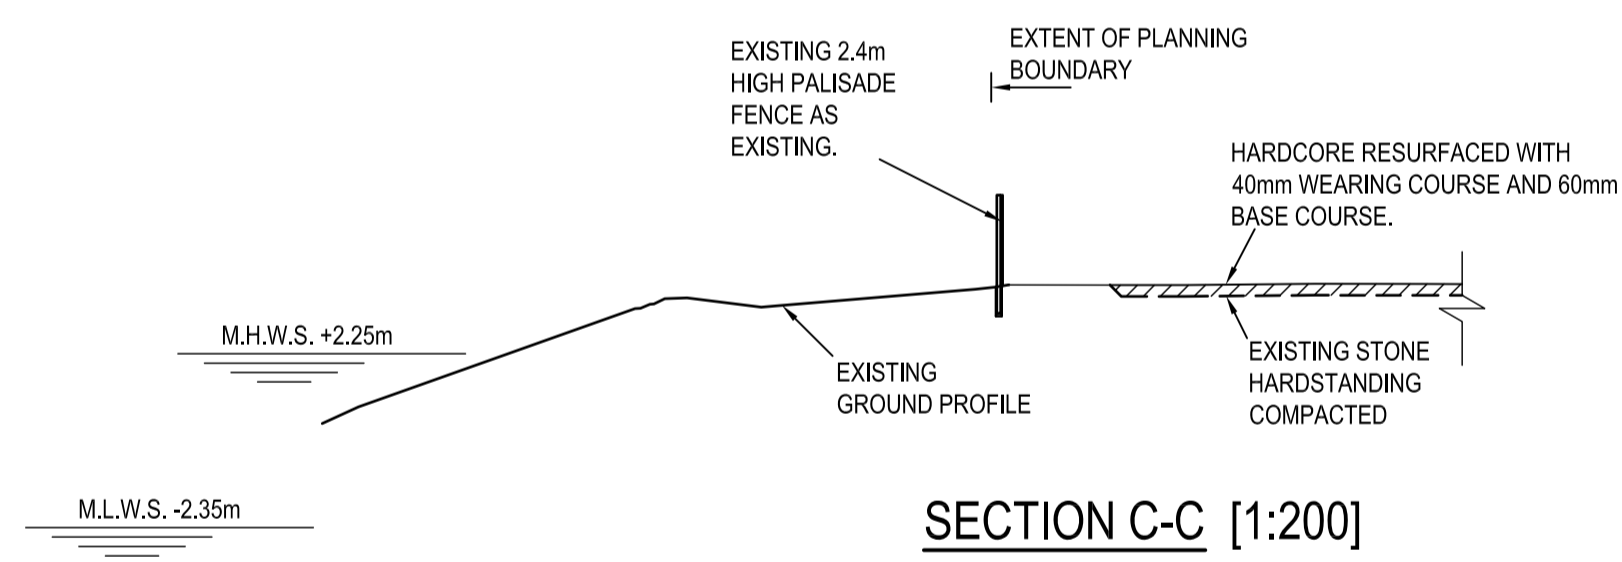 EXISTING 2.4m
HIGH PALISADE
FENCE AS
EXISTING.
EXTENT OF PLANNING
BOUNDARY
HARDCORE RESURFACED WITH
40mm WEARING COURSE AND 60mm
BASE COURSE.
M.H.W.S. +2.25m
EXISTING
GROUND PROFILE
EXISTING STONE
HARDSTANDING
COMPACTED
M.L.W.S. -2.35m
SECTION C-C [1:200]